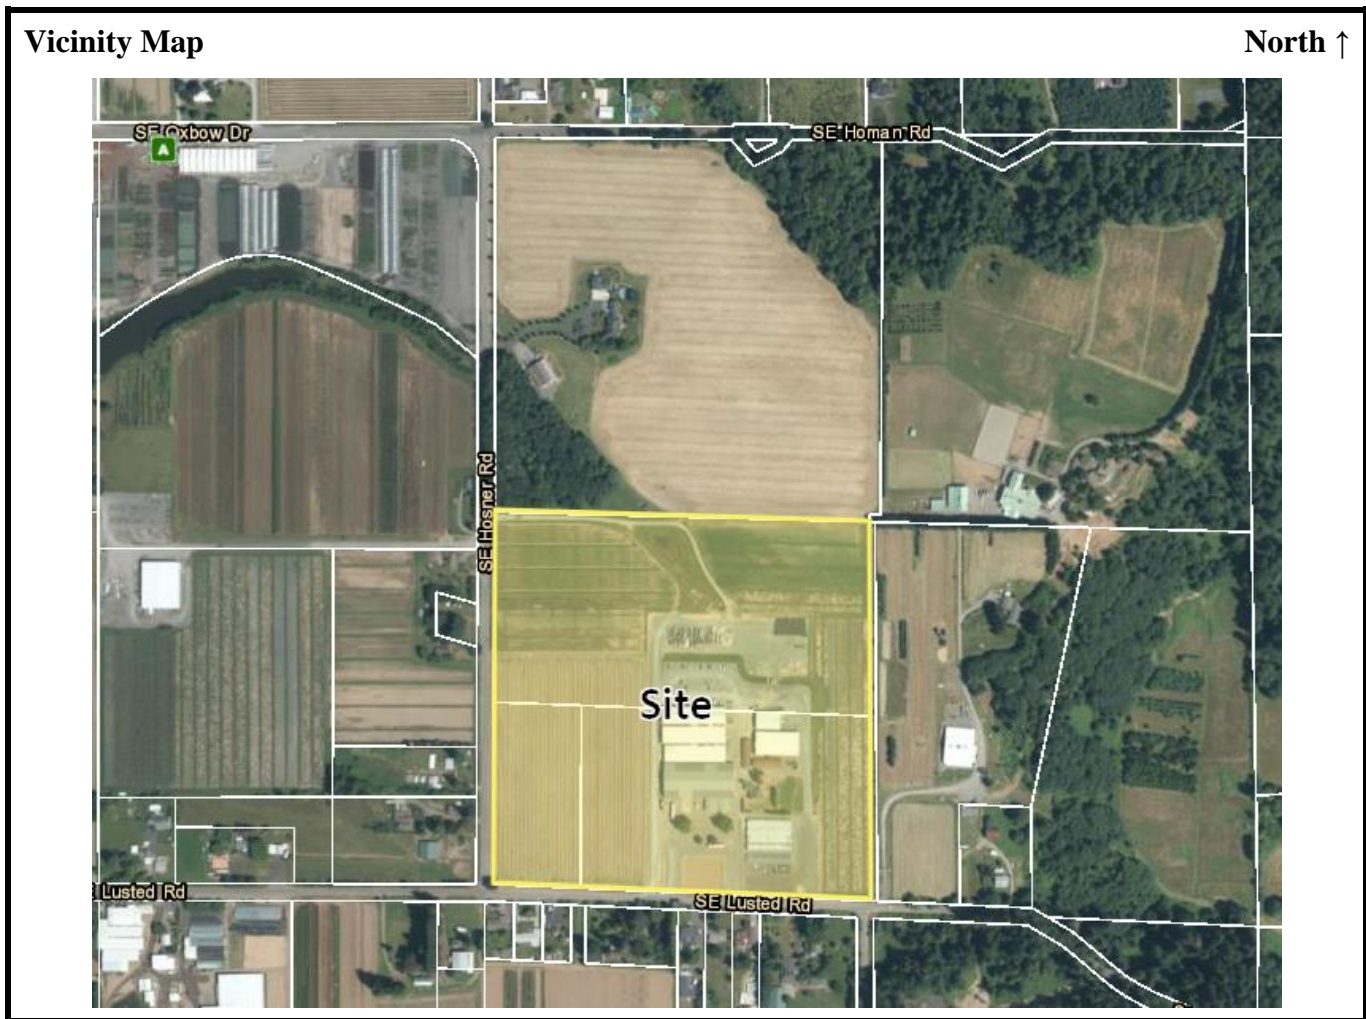 Vicinity Map
North ↑
SE Oxbow Dr
A
SE Homan Rd
SE Hosner Rd
Site
Lusted Rd
SE Lusted Rd